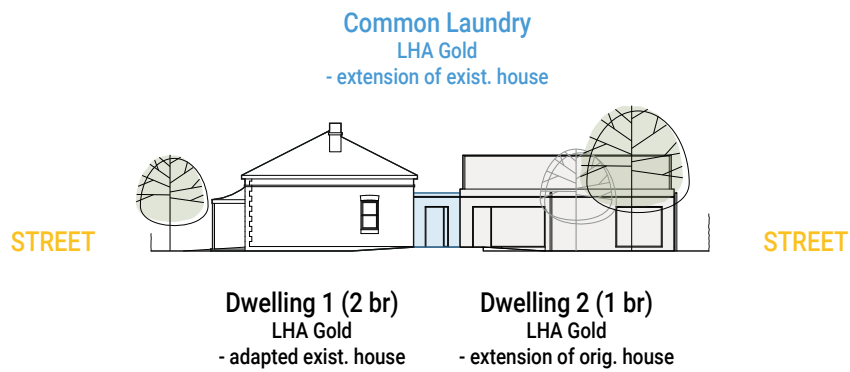 Common Laundry
LHA Gold
- extension of exist. house
STREET
STREET
Dwelling 1 (2 br)
LHA Gold
- adapted exist. house
Dwelling 2 (1 br)
LHA Gold
- extension of orig. house